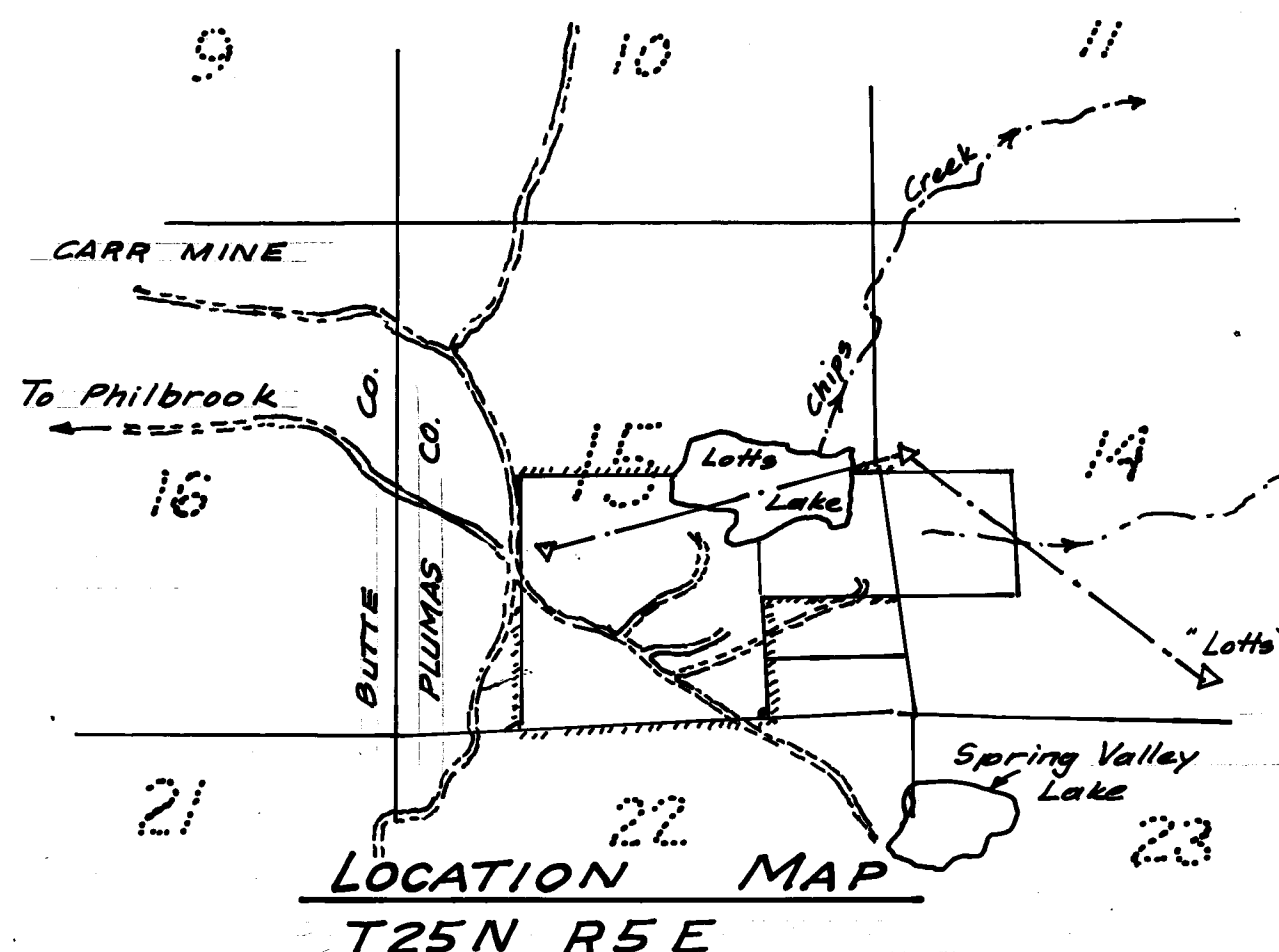 9
10
11
Creek
CARR MINE
Chips
To Philbrook
BUTTE CO.
PLUMAS CO.
15
Lotts
Lake
14
16
"Lotts"
Spring Valley
Lake
21
22
23
LOCATION MAP
T25N R5E